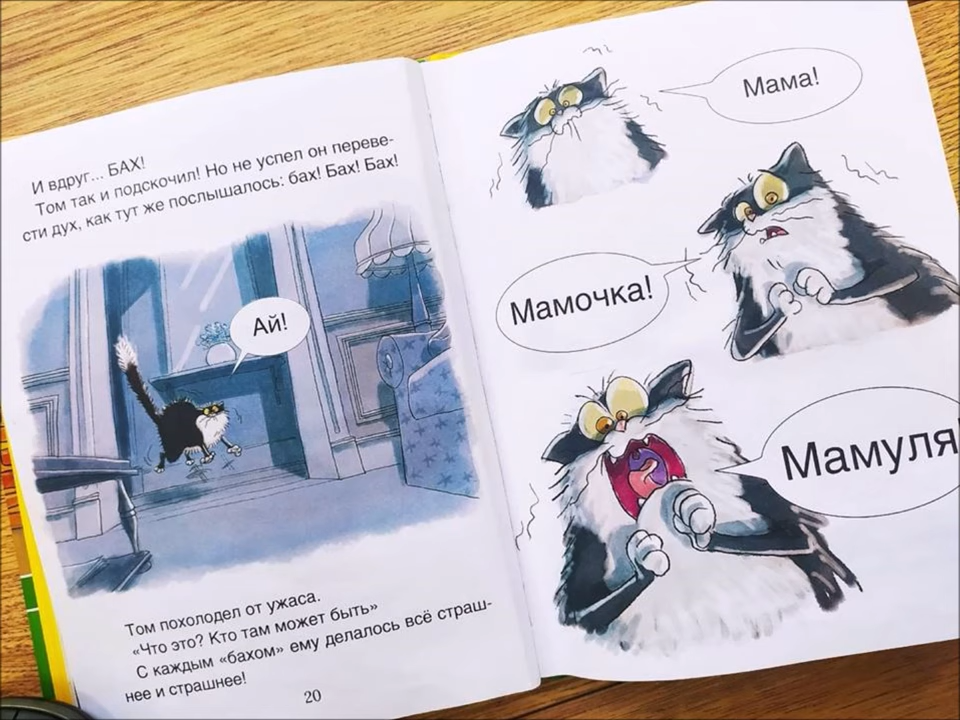 И вдруг... БАХ!
Том так и подскочил! Но не успел он переве-
сти дух, как тут же послышалось: бах! Бах! Бах!
Ай!
Том похолодел от ужаса.
«Что это? Кто там может быть»
С каждым «бахом» ему делалось всё страш-
нее и страшнее!
20
Мама!
Мамочка!
Мамуля!